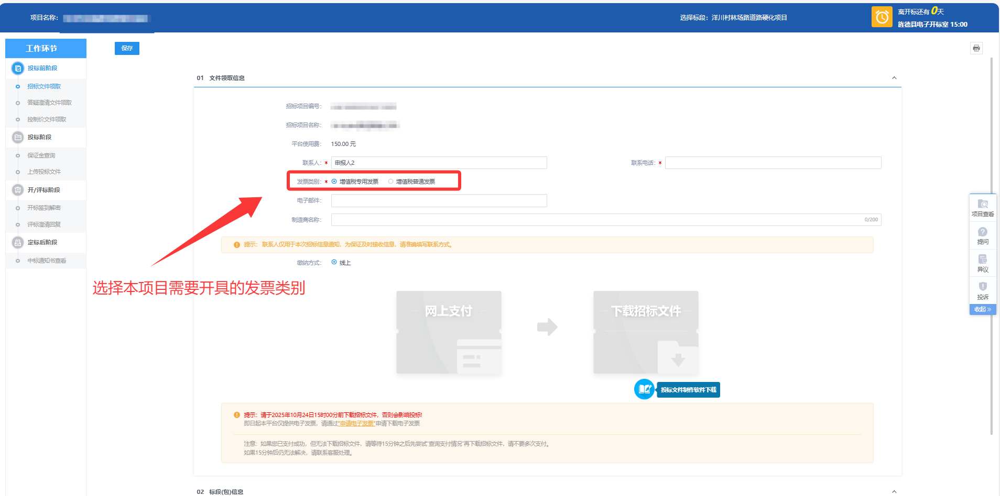 项目名称：
选择标段：洋川村林场路道路硬化项目
离开标还有0天
旌德县电子开标室 15:00
工作环节
保存
投标前阶段
招标文件领取
答疑澄清文件领取
控制价文件领取
投标阶段
保证金查询
上传投标文件
开/评标阶段
开标签到解密
评标澄清回复
定标后阶段
中标通知书查看
01 文件领取信息
招标项目编号：
招标项目名称：
平台使用费： 150.00 元
联系人：* 申报人2
联系电话：*
发票类别：* 增值税专用发票 增值税普通发票
电子邮件：
制造商名称： 0/200
提示： 联系人仅用于本次招标信息通知，为保证及时接收信息，请准确填写联系方式。
缴纳方式： 线上
选择本项目需要开具的发票类别
网上支付
下载招标文件
投标文件制作软件下载
提示：请于2025年10月24日15时00分前下载招标文件，否则会影响投标!
即日起本平台仅提供电子发票，请通过"申请电子发票"申请下载电子发票
注意：如果您已支付成功，但无法下载招标文件，请等待15分钟之后先尝试"查询支付情况"再下载招标文件，请不要多次支付。
如果15分钟后仍无法解决，请联系客服处理。
02 标段(包)信息
项目查看
提问
异议
投诉
收起 »